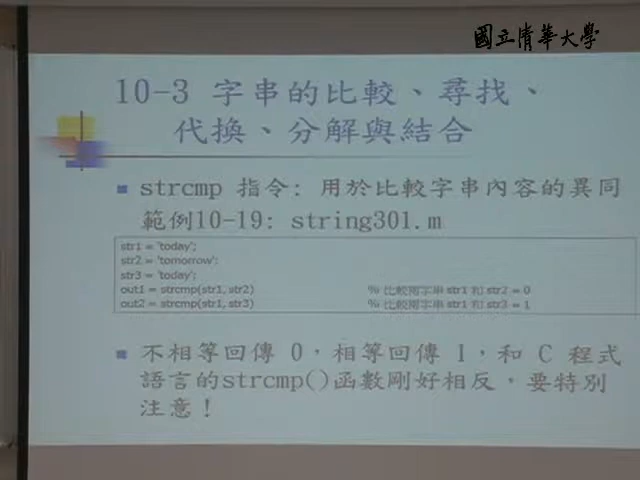 國立清華大學
10-3 字串的比較、尋找、
代換、分解與結合
strcmp 指令: 用於比較字串內容的異同
範例10-19: string301.m
str1 = 'today';
str2 = 'tomorrow';
str3 = 'today';
out1 = strcmp(str1, str2) % 比較兩字串 str1 和 str2 = 0
out2 = strcmp(str1, str3) % 比較兩字串 str1 和 str3 = 1
不相等回傳 0，相等回傳 1，和 C 程式
語言的strcmp()函數剛好相反，要特別
注意！